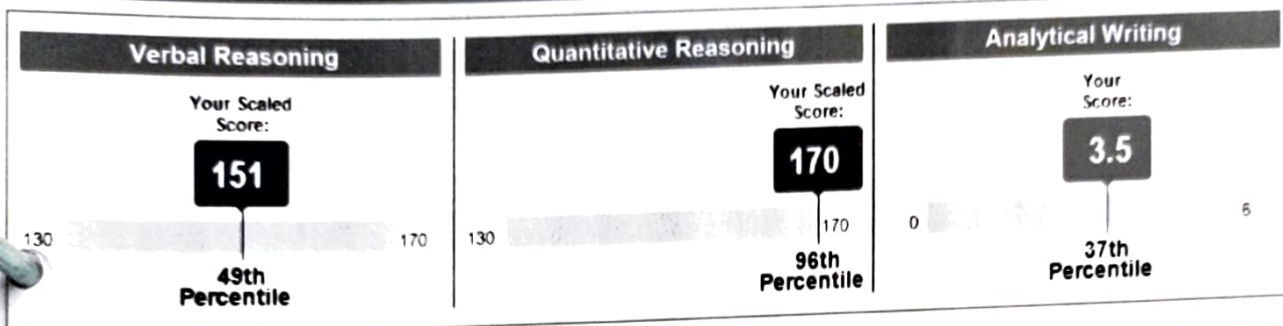 Verbal Reasoning
Your Scaled
Score:
151
130
170
49th
Percentile
Quantitative Reasoning
Your Scaled
Score:
170
130
170
96th
Percentile
Analytical Writing
Your
Score:
3.5
0
6
37th
Percentile